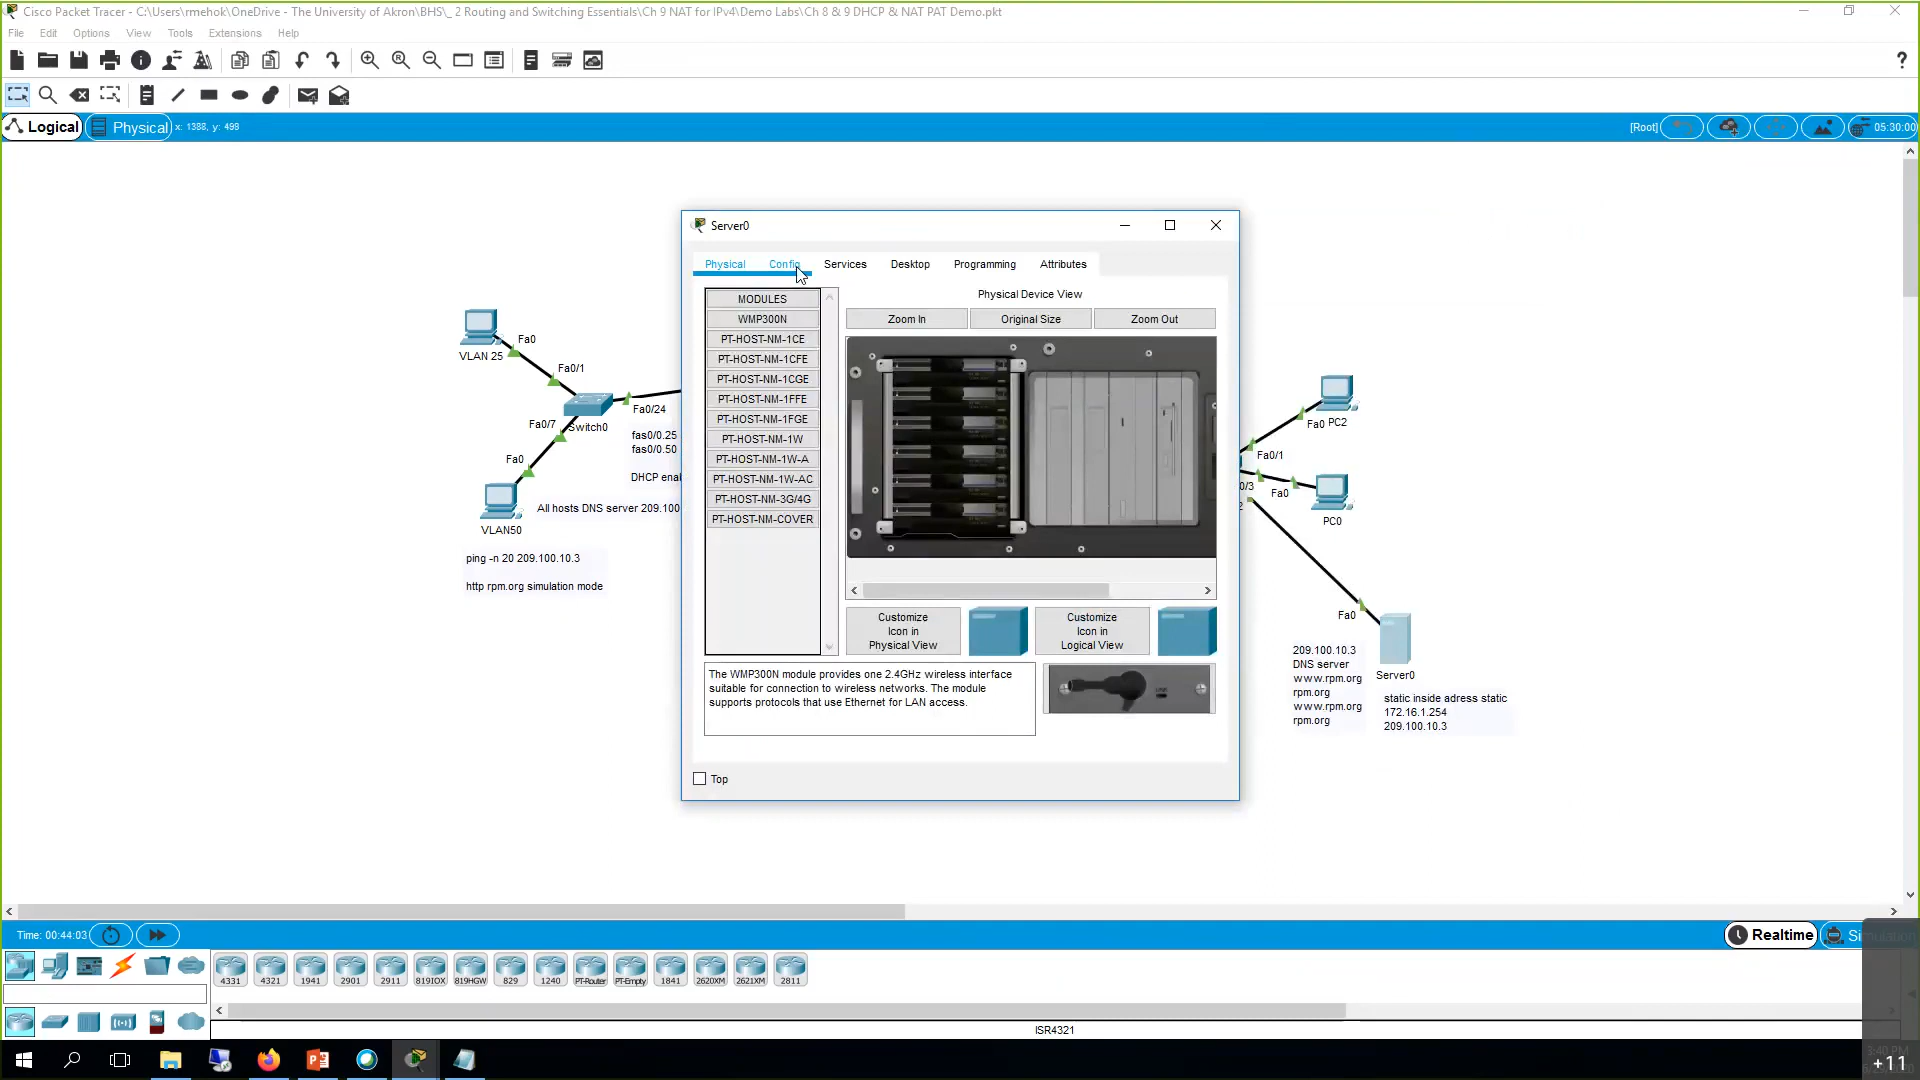 Cisco Packet Tracer - C:\Users\rmehok\OneDrive - The University of Akron\BHS\_ 2 Routing and Switching Essentials\Ch 9 NAT for IPv4\Demo Labs\Ch 8 & 9 DHCP & NAT PAT Demo.pkt
File Edit Options View Tools Extensions Help
?
Logical Physical x: 1388, y: 499 [Root] 05:30:00
Server0
Physical Config Services Desktop Programming Attributes
MODULES
WMP300N
PT-HOST-NM-1CE
PT-HOST-NM-1CFE
PT-HOST-NM-1CGE
PT-HOST-NM-1FFE
PT-HOST-NM-1FGE
PT-HOST-NM-1W
PT-HOST-NM-1W-A
PT-HOST-NM-1W-AC
PT-HOST-NM-3G/4G
PT-HOST-NM-COVER
Physical Device View
Zoom In Original Size Zoom Out
Customize
Icon in
Physical View
Customize
Icon in
Logical View
The WMP300N module provides one 2.4GHz wireless interface
suitable for connection to wireless networks. The module
supports protocols that use Ethernet for LAN access.
Top
VLAN 25
Fa0
Fa0/1
Fa0/24
Switch0
Fa0/7
fas0/0.25
fas0/0.50
Fa0
DHCP enal
VLAN50
All hosts DNS server 209.100
ping -n 20 209.100.10.3
http rpm.org simulation mode
Fa0 PC2
Fa0/1
0/3
Fa0
2
PC0
Fa0
Server0
209.100.10.3
DNS server
www.rpm.org
rpm.org
www.rpm.org
rpm.org
static inside adress static
172.16.1.254
209.100.10.3
Time: 00:44:03
Realtime
4331 4321 1941 2901 2911 819IOX 819HGW 829 1240 PT-Router PT-Empty 1841 2620XM 2621XM 2811
ISR4321
+11